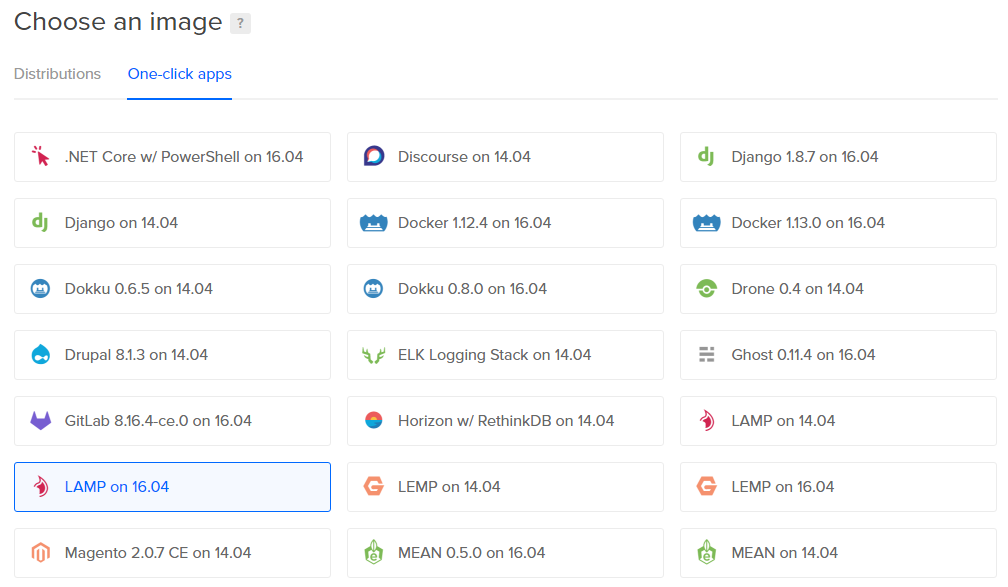 Choose an image ?
Distributions One-click apps
.NET Core w/ PowerShell on 16.04 Discourse on 14.04 Django 1.8.7 on 16.04
Django on 14.04 Docker 1.12.4 on 16.04 Docker 1.13.0 on 16.04
Dokku 0.6.5 on 14.04 Dokku 0.8.0 on 16.04 Drone 0.4 on 14.04
Drupal 8.1.3 on 14.04 ELK Logging Stack on 14.04 Ghost 0.11.4 on 16.04
GitLab 8.16.4-ce.0 on 16.04 Horizon w/ RethinkDB on 14.04 LAMP on 14.04
LAMP on 16.04 LEMP on 14.04 LEMP on 16.04
Magento 2.0.7 CE on 14.04 MEAN 0.5.0 on 16.04 MEAN on 14.04